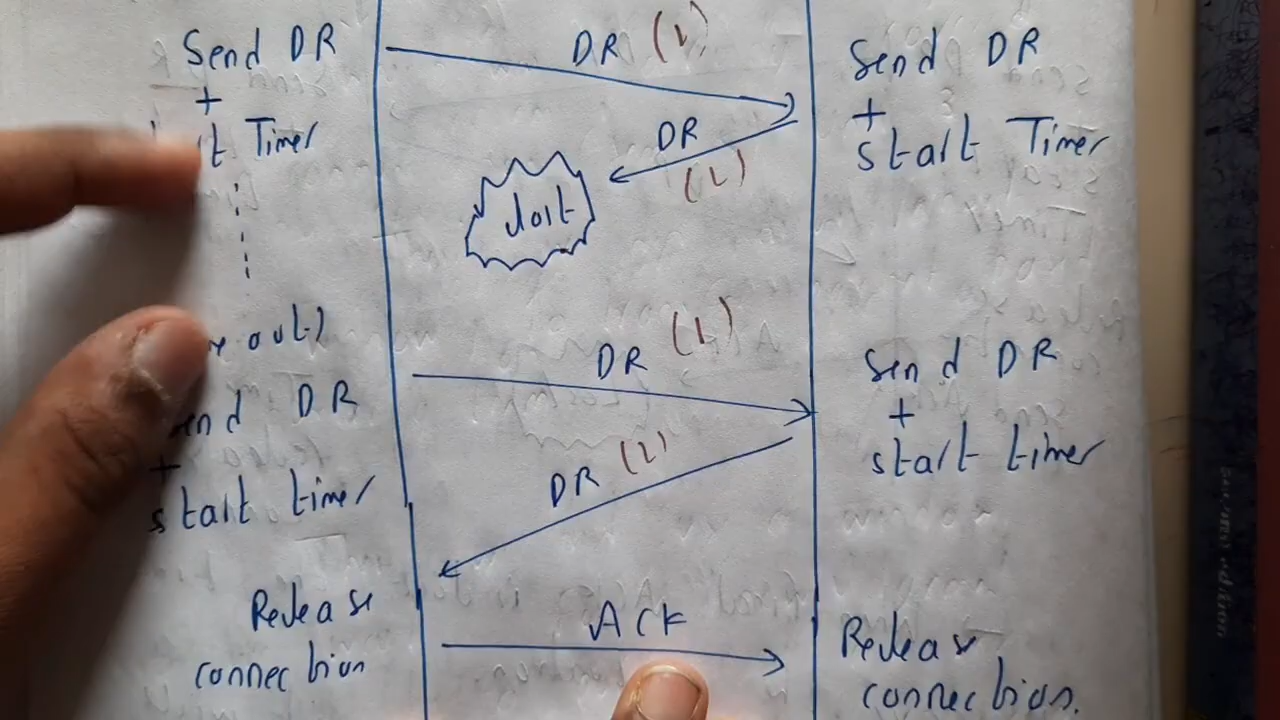 Send DR
+
Timer
out)
DR
+
start timer
Release
connection
DR (1)
DR
(2)
lost
DR (1)
DR (2)
Ack
Send DR
+
start Timer
Send DR
+
start timer
Release
connection.